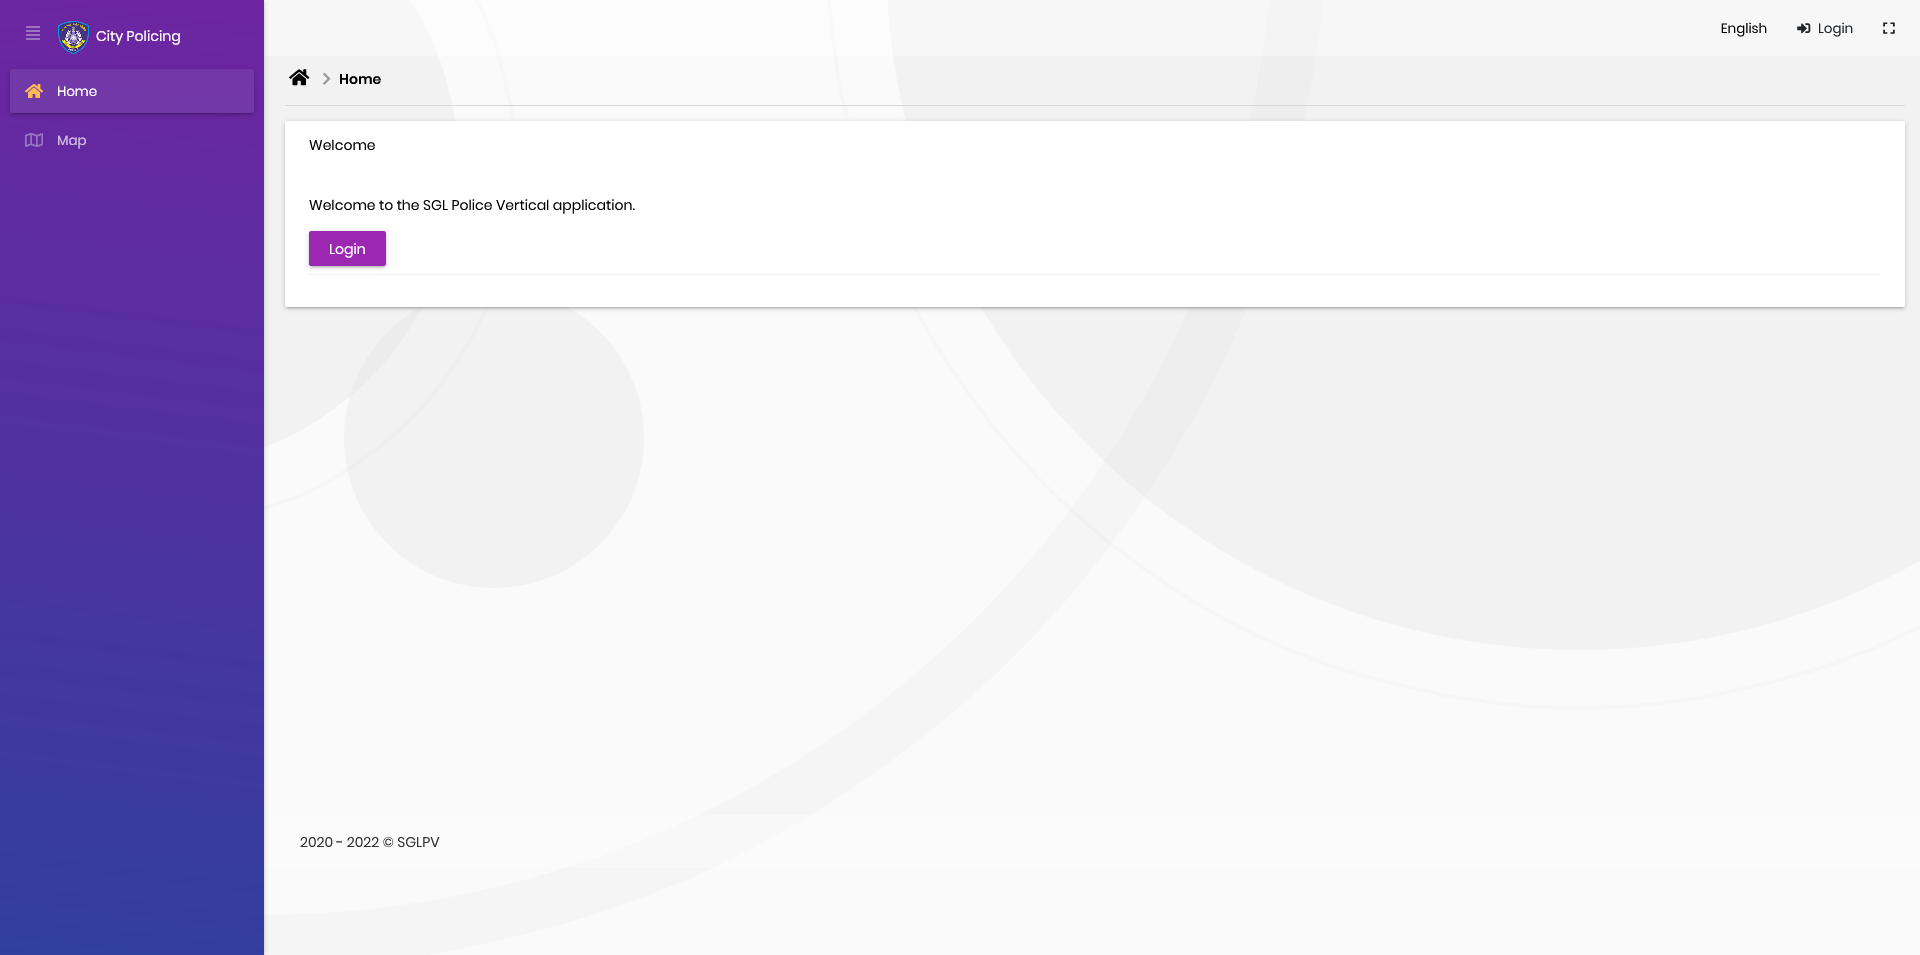 City Policing
English
Login
Home
Home
Map
Welcome
Welcome to the SGL Police Vertical application.
Login
2020 - 2022 © SGLPV